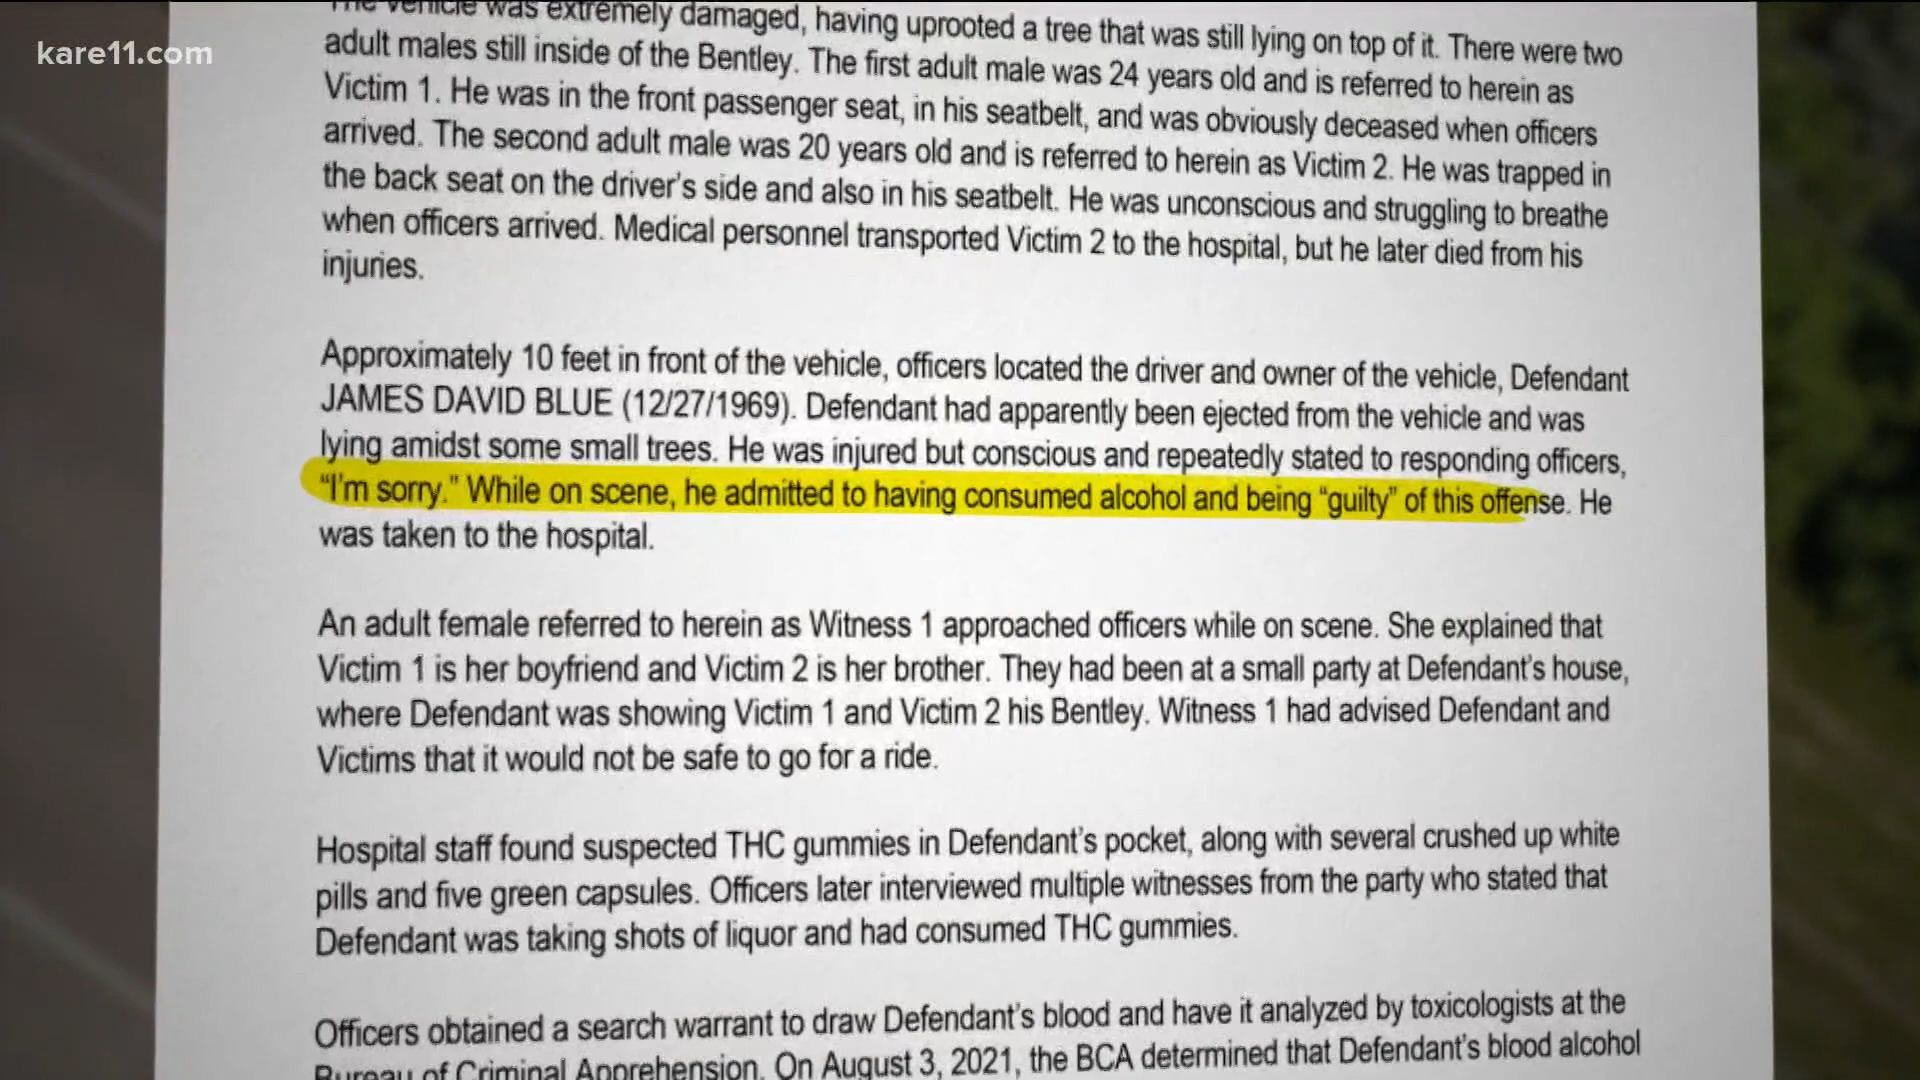 kare11.com
The vehicle was extremely damaged, having uprooted a tree that was still lying on top of it. There were two
adult males still inside of the Bentley. The first adult male was 24 years old and is referred to herein as
Victim 1. He was in the front passenger seat, in his seatbelt, and was obviously deceased when officers
arrived. The second adult male was 20 years old and is referred to herein as Victim 2. He was trapped in
the back seat on the driver's side and also in his seatbelt. He was unconscious and struggling to breathe
when officers arrived. Medical personnel transported Victim 2 to the hospital, but he later died from his
injuries.
Approximately 10 feet in front of the vehicle, officers located the driver and owner of the vehicle, Defendant
JAMES DAVID BLUE (12/27/1969). Defendant had apparently been ejected from the vehicle and was
lying amidst some small trees. He was injured but conscious and repeatedly stated to responding officers,
“I'm sorry.” While on scene, he admitted to having consumed alcohol and being “guilty” of this offense. He
was taken to the hospital.
An adult female referred to herein as Witness 1 approached officers while on scene. She explained that
Victim 1 is her boyfriend and Victim 2 is her brother. They had been at a small party at Defendant's house,
where Defendant was showing Victim 1 and Victim 2 his Bentley. Witness 1 had advised Defendant and
Victims that it would not be safe to go for a ride.
Hospital staff found suspected THC gummies in Defendant's pocket, along with several crushed up white
pills and five green capsules. Officers later interviewed multiple witnesses from the party who stated that
Defendant was taking shots of liquor and had consumed THC gummies.
Officers obtained a search warrant to draw Defendant's blood and have it analyzed by toxicologists at the
Bureau of Criminal Apprehension. On August 3, 2021, the BCA determined that Defendant's blood alcohol